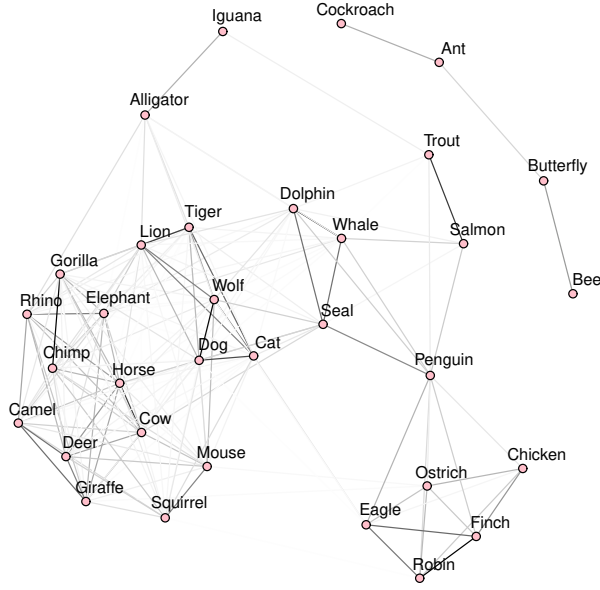 Cockroach
Iguana
Ant
Alligator
Trout
Butterfly
Dolphin
Tiger
Whale
Lion
Salmon
Gorilla
Bee
Wolf
Rhino
Elephant
Seal
Dog
Cat
Chimp
Penguin
Horse
Camel
Cow
Deer
Mouse
Chicken
Ostrich
Giraffe
Squirrel
Eagle
Finch
Robin